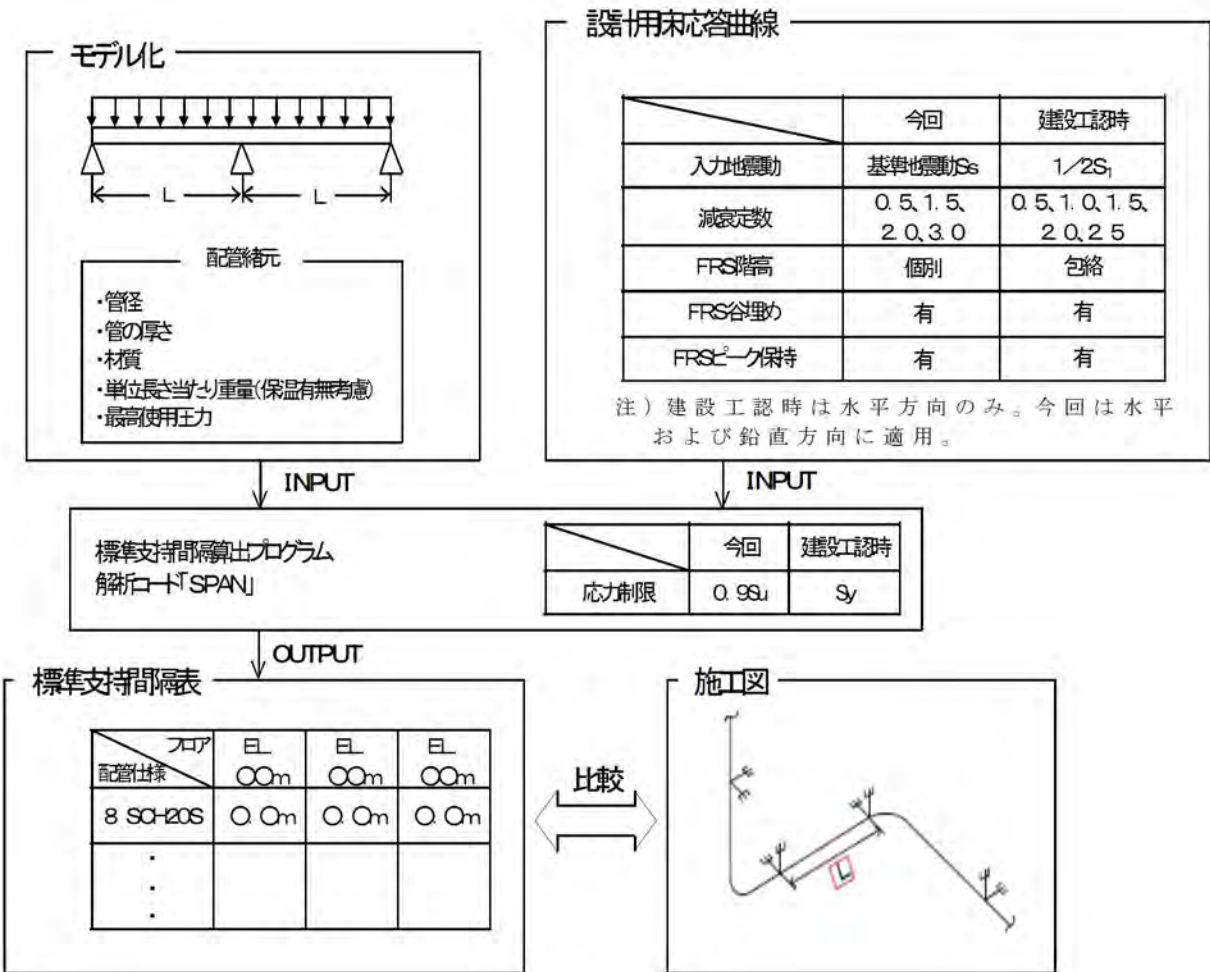 モデル化
L
L
配管緒元
・管径
・管の厚さ
・材質
・単位長さ当たり重量(保温有無考慮)
・最高使用圧力
設計用床応答曲線
今回 建設工認時
入力地震動 基準地震動Ss 1/2S₁
減衰定数 0.5、1.5、 0.5、1.0、1.5、
2.0、3.0 2.0、2.5
FRS階高 個別 包絡
FRS谷埋め 有 有
FRSピーク保持 有 有
注)建設工認時は水平方向のみ。今回は水平
および鉛直方向に適用。
INPUT
INPUT
標準支持間隔算出プログラム
解析コード「SPAN」
今回 建設工認時
応力制限 0.9Su Sy
OUTPUT
標準支持間隔表
フロア EL EL EL
配管仕様 〇〇m 〇〇m 〇〇m
8 SCH20S 〇.〇m 〇.〇m 〇.〇m
・
・
・
比較
施工図
L